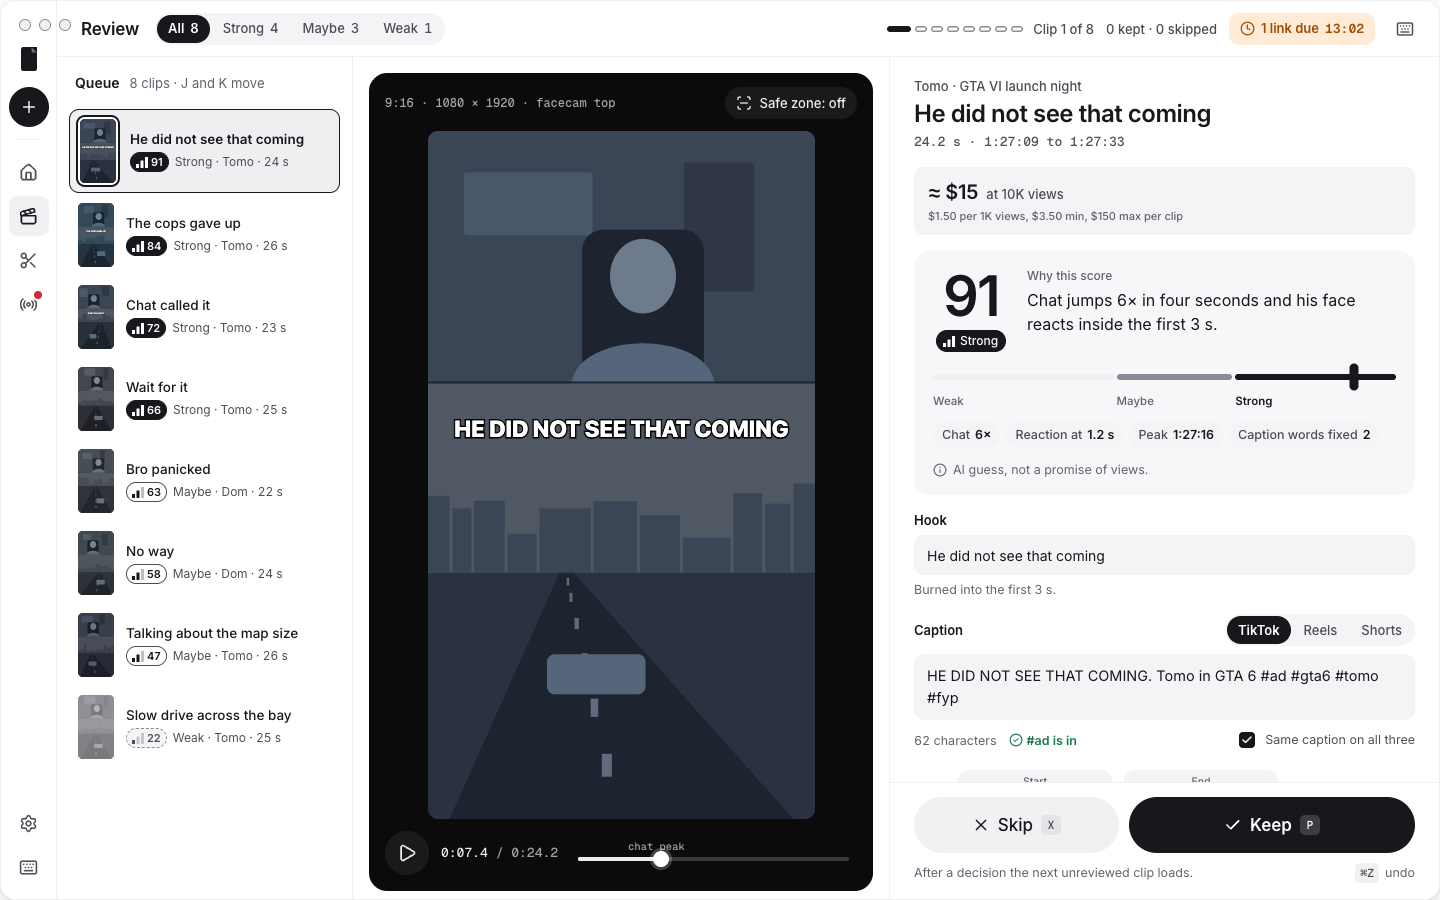 Review
All 8
Strong 4
Maybe 3
Weak 1
Clip 1 of 8
0 kept · 0 skipped
1 link due 13:02
Queue 8 clips · J and K move
He did not see that coming
91 Strong · Tomo · 24 s
The cops gave up
84 Strong · Tomo · 26 s
Chat called it
72 Strong · Tomo · 23 s
Wait for it
66 Strong · Tomo · 25 s
Bro panicked
63 Maybe · Dom · 22 s
No way
58 Maybe · Dom · 24 s
Talking about the map size
47 Maybe · Tomo · 26 s
Slow drive across the bay
22 Weak · Tomo · 25 s
9:16 · 1080 × 1920 · facecam top
Safe zone: off
HE DID NOT SEE THAT COMING
chat peak
0:07.4 / 0:24.2
Tomo · GTA VI launch night
He did not see that coming
24.2 s · 1:27:09 to 1:27:33
≈ $15 at 10K views
$1.50 per 1K views, $3.50 min, $150 max per clip
91
Strong
Why this score
Chat jumps 6× in four seconds and his face
reacts inside the first 3 s.
Weak
Maybe
Strong
Chat 6×
Reaction at 1.2 s
Peak 1:27:16
Caption words fixed 2
AI guess, not a promise of views.
Hook
He did not see that coming
Burned into the first 3 s.
Caption
TikTok
Reels
Shorts
HE DID NOT SEE THAT COMING. Tomo in GTA 6 #ad #gta6 #tomo
#fyp
62 characters
#ad is in
Same caption on all three
Start
End
Skip X
Keep P
After a decision the next unreviewed clip loads.
⌘Z undo